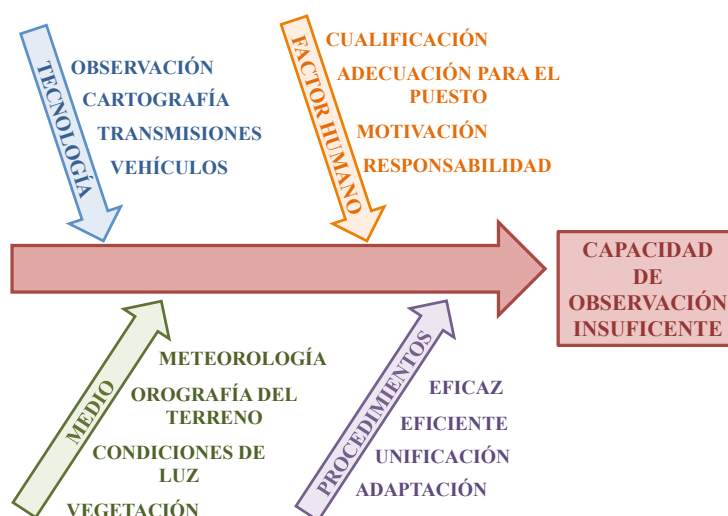 TECNOLOGÍA
OBSERVACIÓN
CARTOGRAFÍA
TRANSMISIONES
VEHÍCULOS
FACTOR HUMANO
CUALIFICACIÓN
ADECUACIÓN PARA EL
PUESTO
MOTIVACIÓN
RESPONSABILIDAD
CAPACIDAD
DE
OBSERVACIÓN
INSUFICENTE
MEDIO
METEOROLOGÍA
OROGRAFÍA DEL
TERRENO
CONDICIONES DE
LUZ
VEGETACIÓN
PROCEDIMIENTOS
EFICAZ
EFICIENTE
UNIFICACIÓN
ADAPTACIÓN